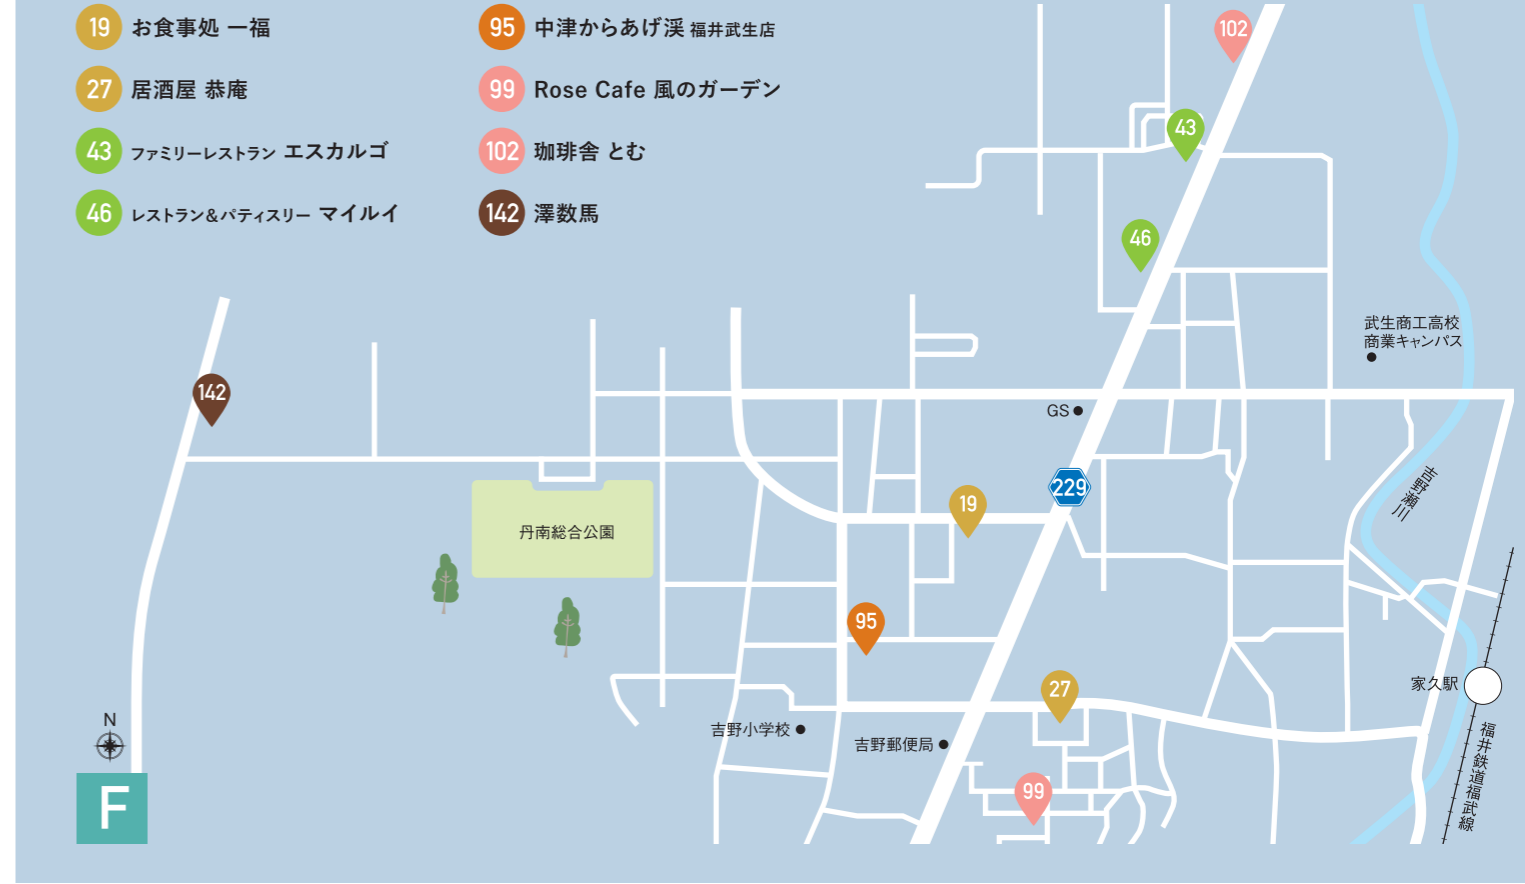 19 お食事処 一福
27 居酒屋 恭庵
43 ファミリーレストラン エスカルゴ
46 レストラン&パティスリー マイルイ
95 中津からあげ渓 福井武生店
99 Rose Cafe 風のガーデン
102 珈琲舎 とむ
142 澤数馬
102
43
46
武生商工高校
商業キャンパス
142
GS
229
吉野瀬川
19
丹南総合公園
95
27
家久駅
N
吉野小学校
吉野郵便局
福井鉄道福武線
99
F